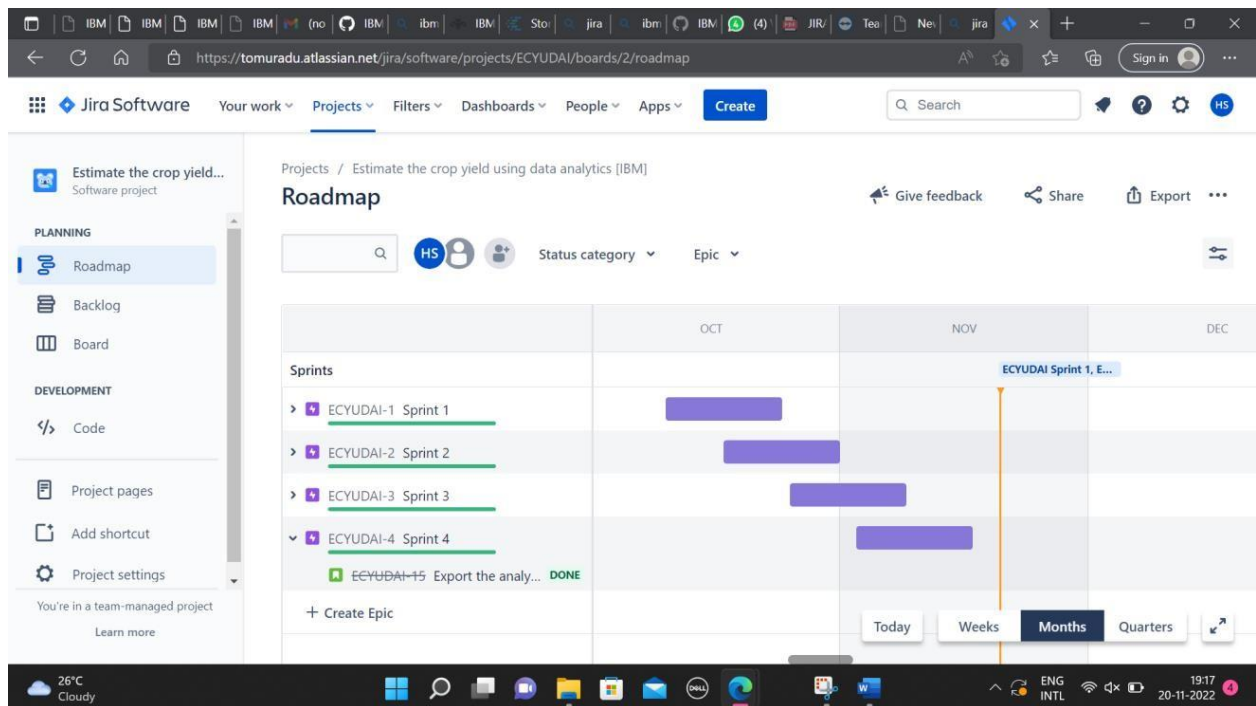 IBM IBM IBM IBM (no IBM ibm IBM Sto jira ibm IBM (4) JIR/ Tea Nev jira
https://tomuradu.atlassian.net/jira/software/projects/ECYUDAI/boards/2/roadmap Sign in
Jira Software Your work Projects Filters Dashboards People Apps Create Search HS
Estimate the crop yield...
Software project
PLANNING
Roadmap
Backlog
Board
DEVELOPMENT
Code
Project pages
Add shortcut
Project settings
You're in a team-managed project
Learn more
Projects / Estimate the crop yield using data analytics [IBM]
Roadmap
Give feedback Share Export
HS Status category Epic
OCT NOV DEC
Sprints
ECYUDAI Sprint 1, E...
ECYUDAI-1 Sprint 1
ECYUDAI-2 Sprint 2
ECYUDAI-3 Sprint 3
ECYUDAI-4 Sprint 4
ECYUDAI-15 Export the analy... DONE
+ Create Epic
Today Weeks Months Quarters
26°C
Cloudy
DELL
ENG
INTL
19:17
20-11-2022
4